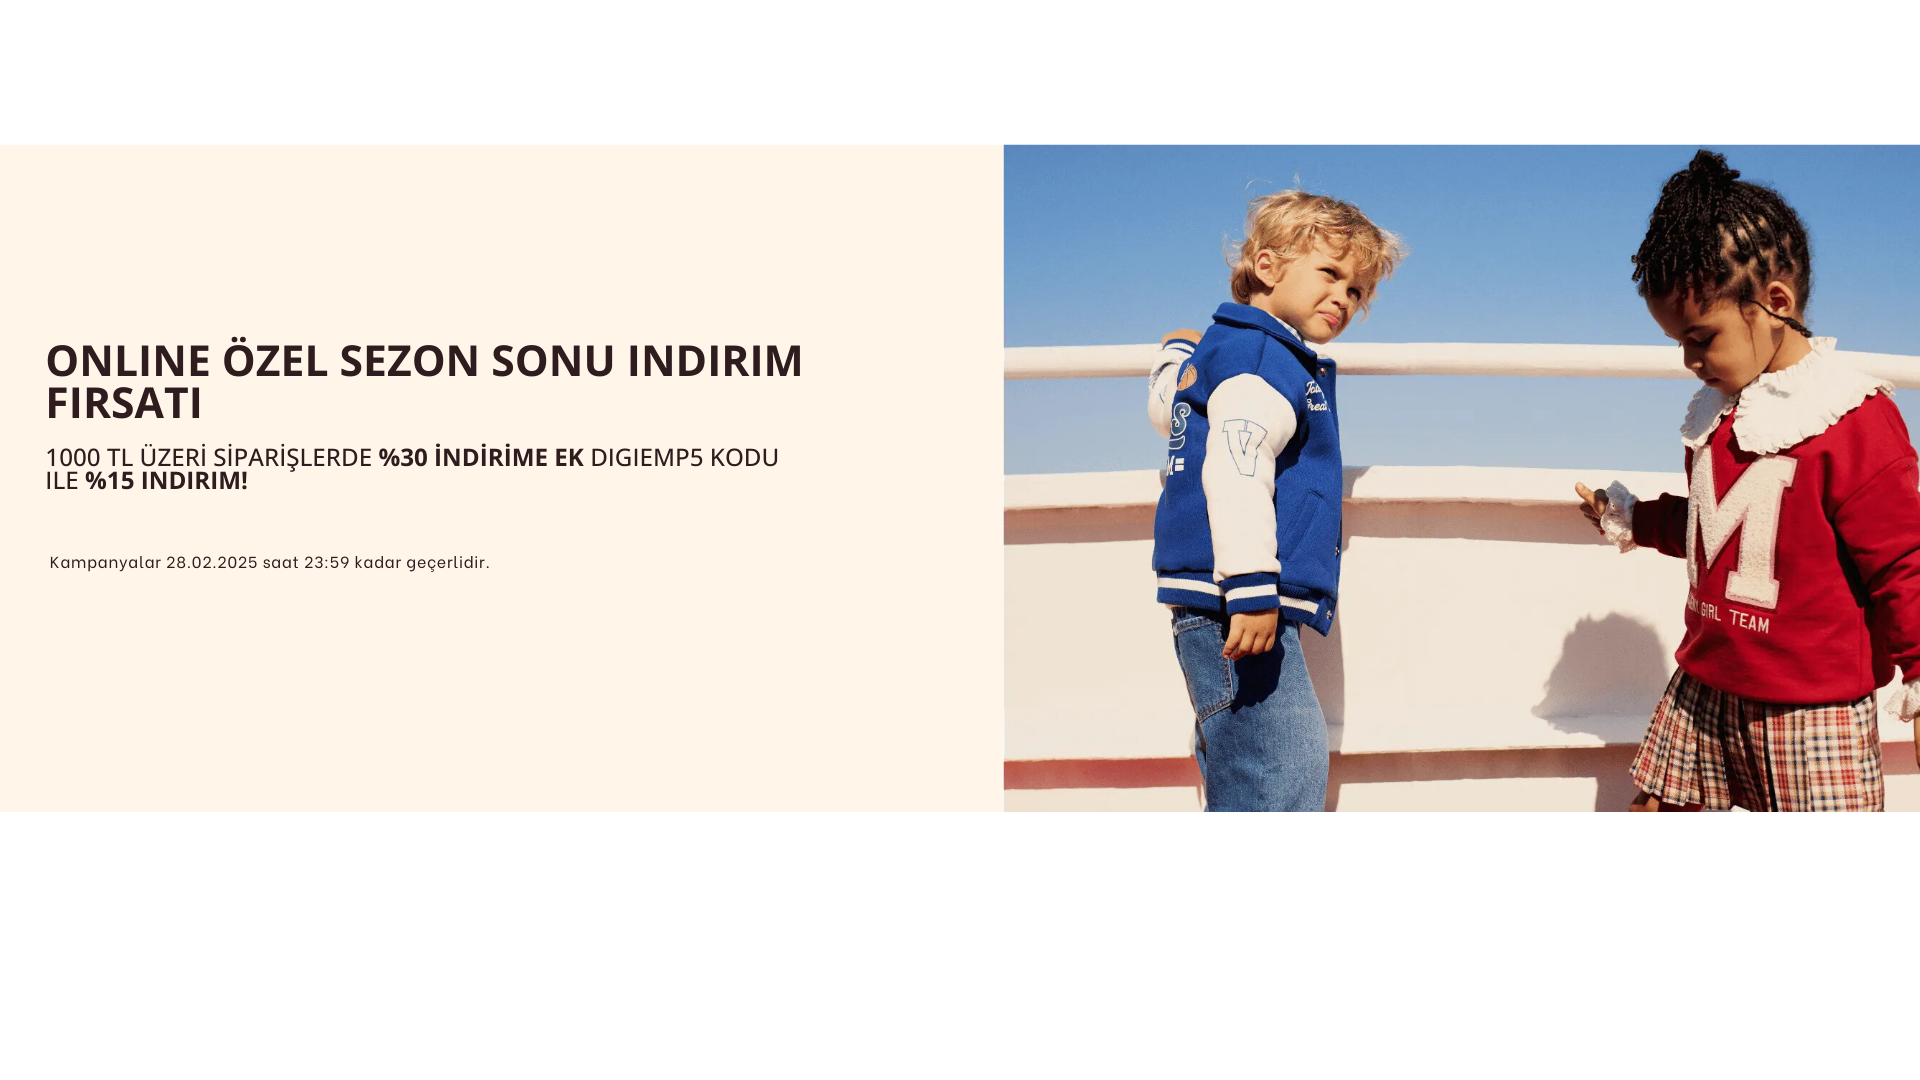 ONLINE ÖZEL SEZON SONU INDIRIM
FIRSATI
1000 TL ÜZERİ SİPARİŞLERDE %30 İNDİRİME EK DIGIEMP5 KODU
ILE %15 INDIRIM!
Kampanyalar 28.02.2025 saat 23:59 kadar geçerlidir.
V
M
GIRL TEAM